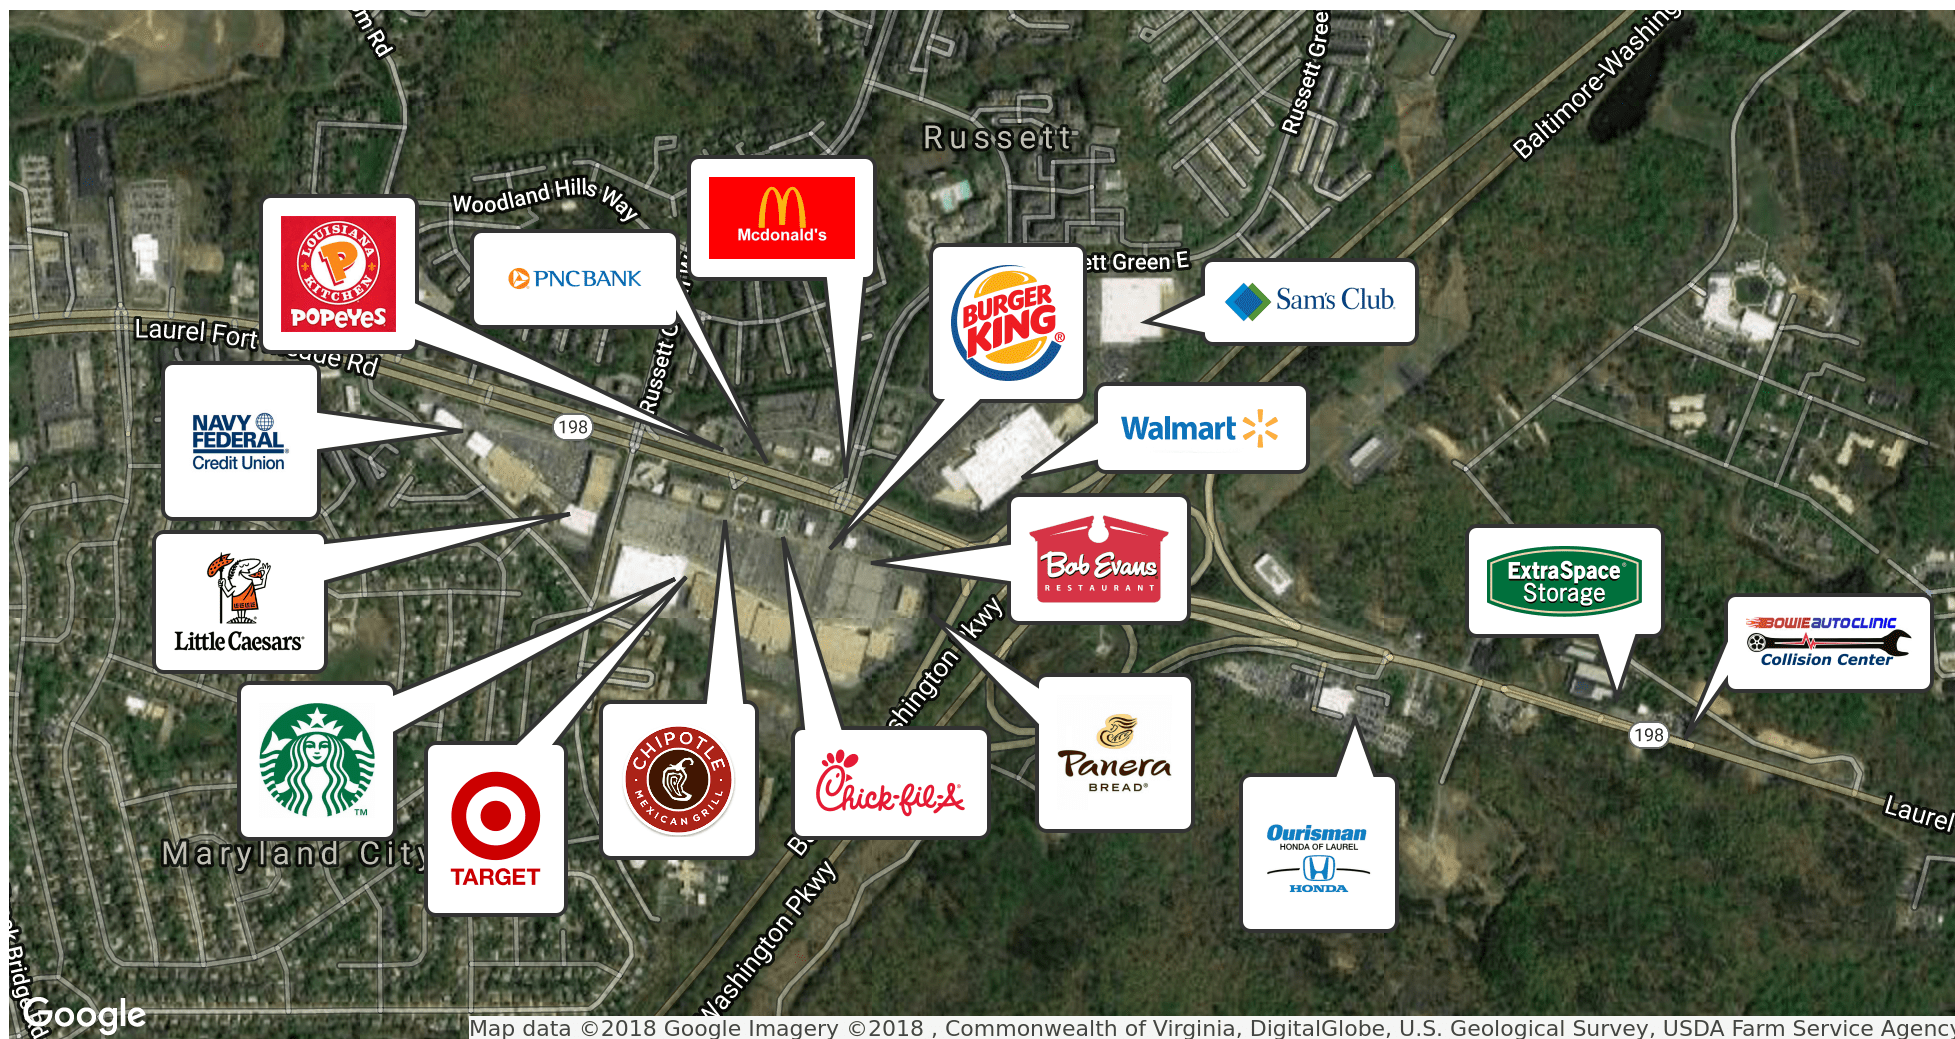 Russett Gree
Baltimore-Washing
Russett
Woodland Hills Way
Mcdonald's
LOUISIANA
KITCHEN
POPEYES
PNCBANK
BURGER
KING
®
ett Green E
Sam's Club
Laurel Fort
Rd
Russett
198
NAVY
FEDERAL
Credit Union
Walmart
Bob Evans
RESTAURANT
ExtraSpace
Storage
BOWIE AUTO CLINIC
Collision Center
Little Caesars
shington Pkwy
198
TM
CHIPOTLE
MEXICAN GRILL
Chick-fil-A
Panera
BREAD®
Ourisman
HONDA OF LAUREL
HONDA
Laurel
TARGET
Maryland City
Washington Pkwy
Google
Map data ©2018 Google Imagery ©2018 , Commonwealth of Virginia, DigitalGlobe, U.S. Geological Survey, USDA Farm Service Agency